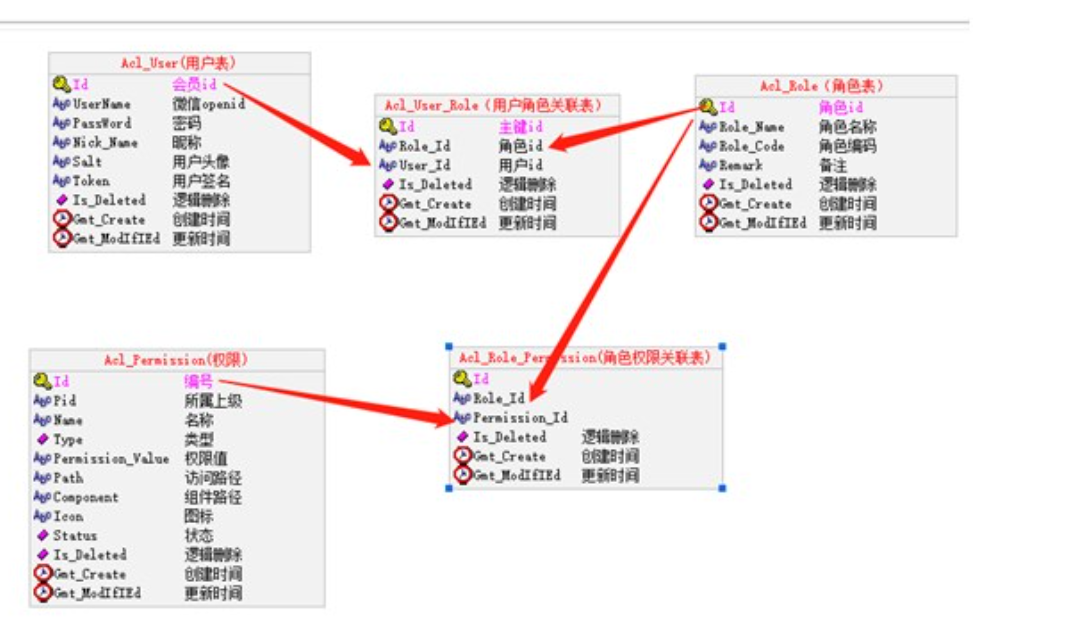 Acl_User(用户表)
Id 会员id
UserName 微信openid
PassWord 密码
Nick_Name 昵称
Salt 用户头像
Token 用户签名
Is_Deleted 逻辑删除
Gmt_Create 创建时间
Gmt_ModIfIEd 更新时间
Acl_User_Role(用户角色关联表)
Id 主键id
Role_Id 角色id
User_Id 用户id
Is_Deleted 逻辑删除
Gmt_Create 创建时间
Gmt_ModIfIEd 更新时间
Acl_Role(角色表)
Id 角色id
Role_Name 角色名称
Role_Code 角色编码
Remark 备注
Is_Deleted 逻辑删除
Gmt_Create 创建时间
Gmt_ModIfIEd 更新时间
Acl_Permission(权限)
Id 编号
Pid 所属上级
Name 名称
Type 类型
Permission_Value 权限值
Path 访问路径
Component 组件路径
Icon 图标
Status 状态
Is_Deleted 逻辑删除
Gmt_Create 创建时间
Gmt_ModIfIEd 更新时间
Acl_Role_Permission(角色权限关联表)
Id
Role_Id
Permission_Id
Is_Deleted 逻辑删除
Gmt_Create 创建时间
Gmt_ModIfIEd 更新时间